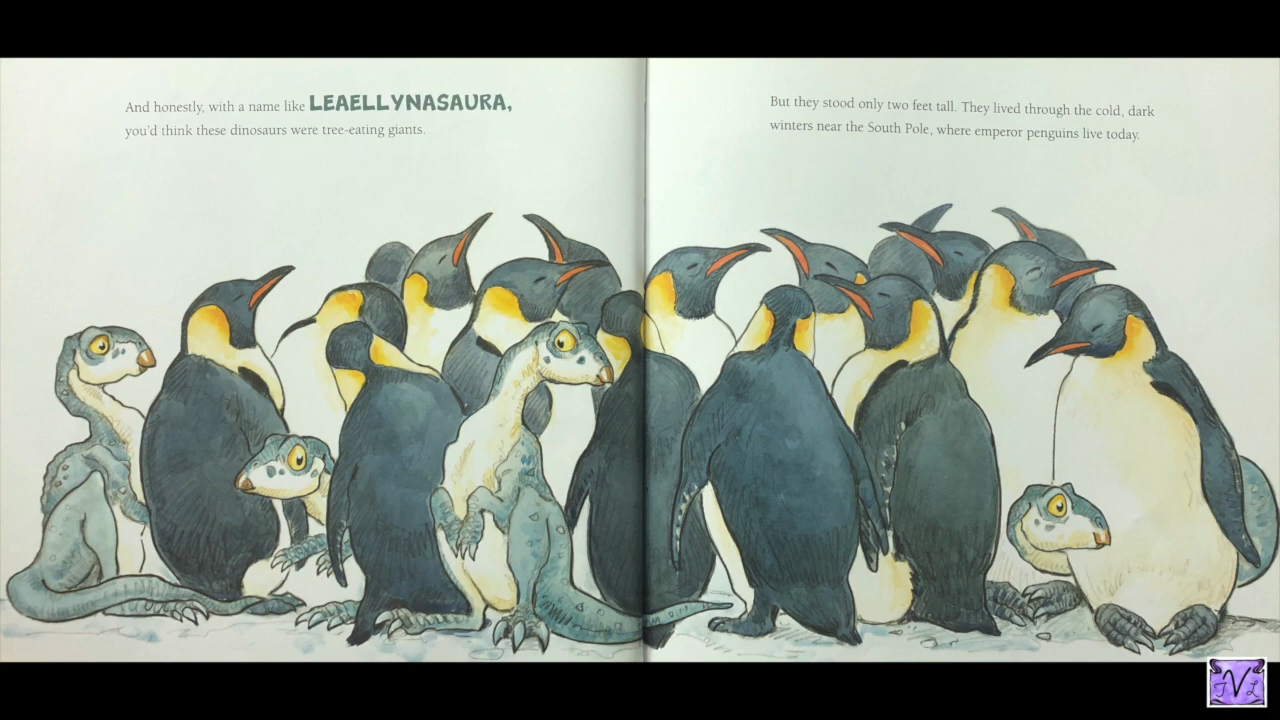 And honestly, with a name like LEAELLYNASAURA,
you'd think these dinosaurs were tree-eating giants.
But they stood only two feet tall. They lived through the cold, dark
winters near the South Pole, where emperor penguins live today.